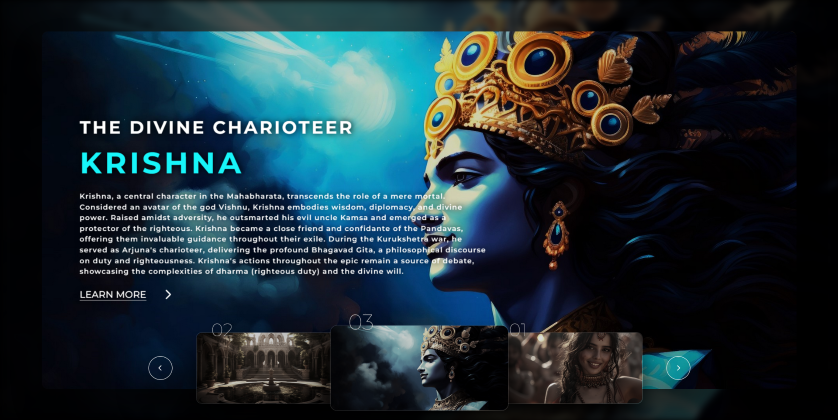 THE DIVINE CHARIOTEER
KRISHNA
Krishna, a central character in the Mahabharata, transcends the role of a mere mortal.
Considered an avatar of the god Vishnu, Krishna embodies wisdom, diplomacy, and divine
power. Raised amidst adversity, he outsmarted his evil uncle Kamsa and emerged as a
protector of the righteous. Krishna became a close friend and confidante of the Pandavas,
offering them invaluable guidance throughout their exile. During the Kurukshetra war, he
served as Arjuna's charioteer, delivering the profound Bhagavad Gita, a philosophical discourse
on duty and righteousness. Krishna's actions throughout the epic remain a source of debate,
showcasing the complexities of dharma (righteous duty) and the divine will.
LEARN MORE
02
03
01